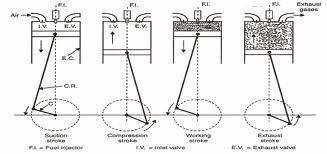 Air
F.I.
F.I.
F.I.
F.I.
Exhaust
gases
I.V.
E.V.
I.V.
E.V.
E.C.
C.R.
C
Suction
stroke
Compression
stroke
Working
stroke
Exhaust
stroke
F.I. = Fuel injector
I.V. = Inlet valve
E.V. = Exhaust valve